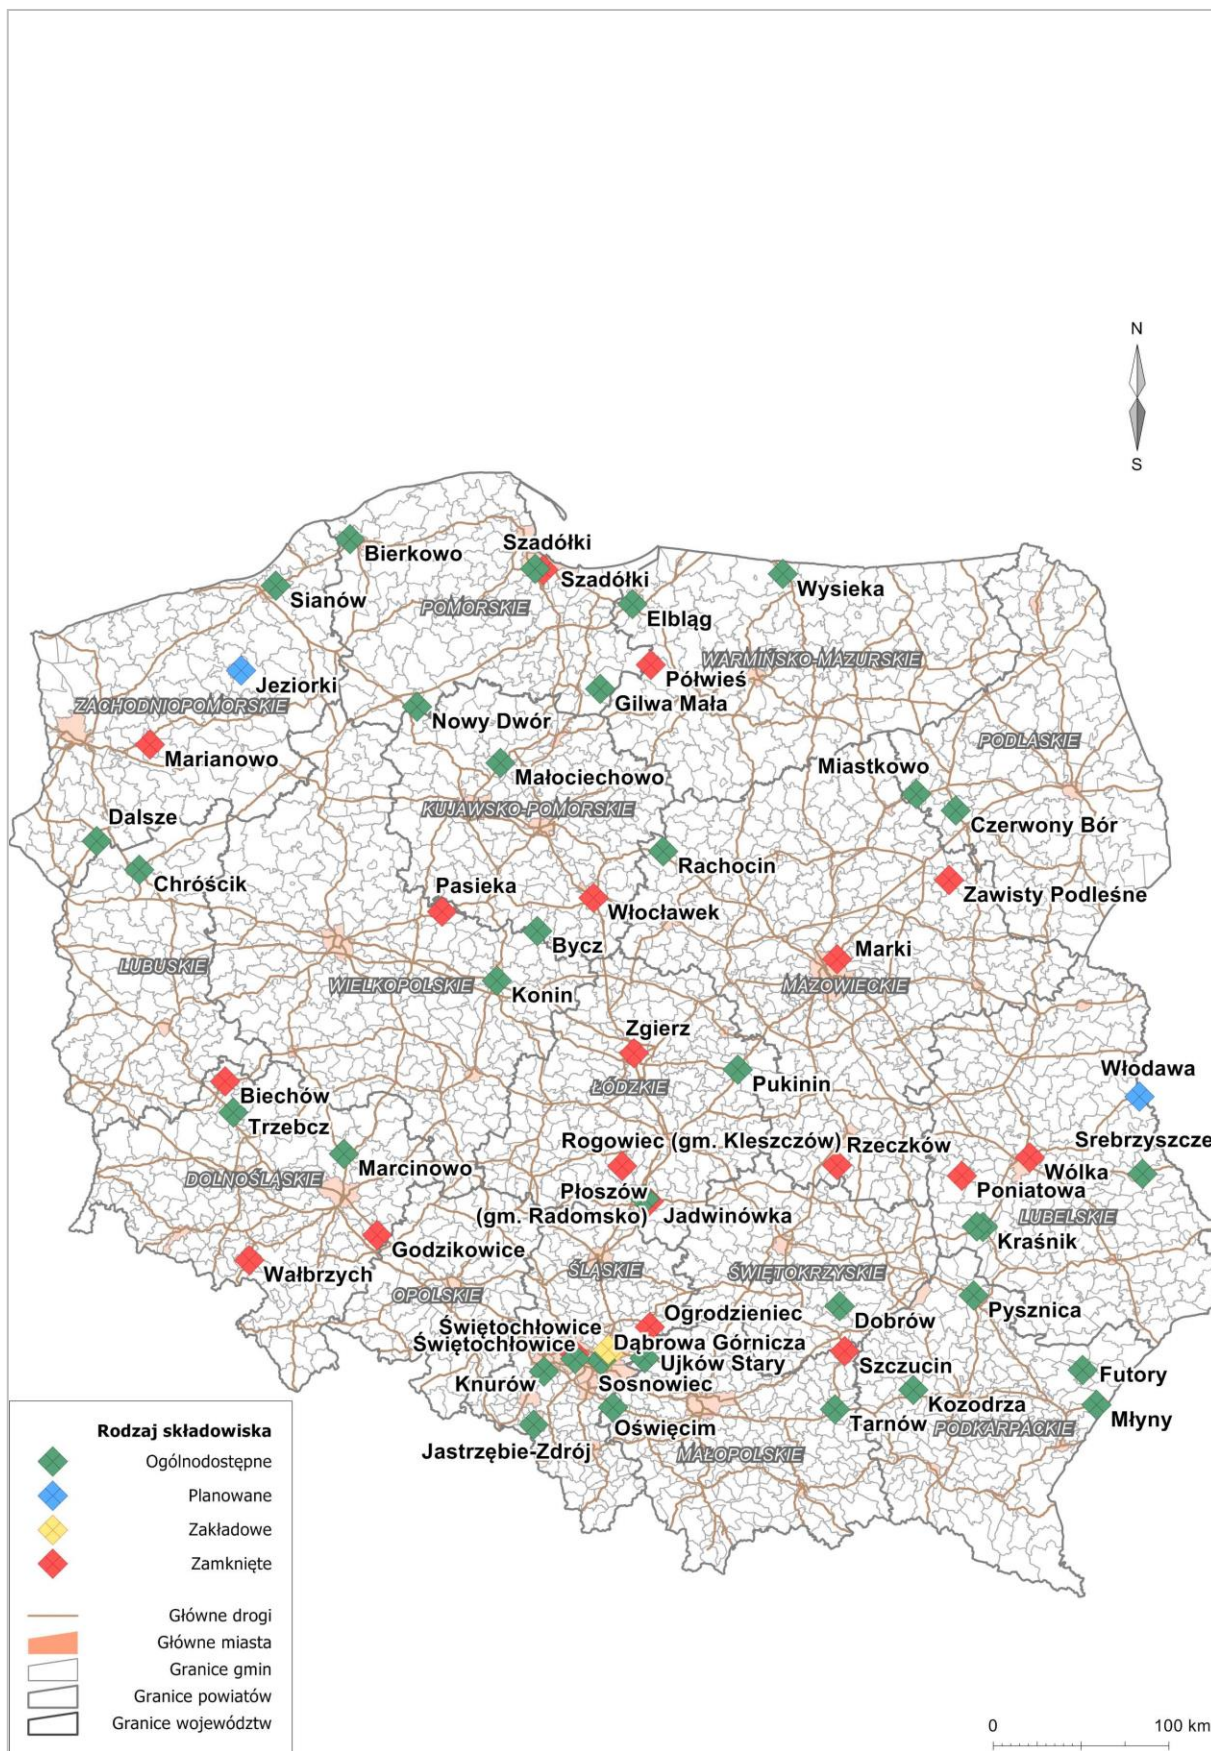 N
S
Szadółki
Bierkowo
Szadółki
Wysieka
Sianów
POMORSKIE
Elbląg
WARMIŃSKO-MAZURSKIE
Półwieś
Jeziorki
Gilwa Mała
ZACHODNIOPOMORSKIE
Nowy Dwór
PODLASKIE
Marianowo
Miastkowo
Małociechowo
KUJAWSKO-POMORSKIE
Dalsze
Czerwony Bór
Rachocin
Chróścik
Pasieka
Zawisty Podleśne
Włocławek
Bycz
Marki
LUBUSKIE
WIELKOPOLSKIE
Konin
MAZOWIECKIE
Zgierz
Włodawa
ŁÓDZKIE
Pukinin
Biechów
Trzebcz
Srebrzyszcze
Rogowiec (gm. Kleszczów)
Rzeczków
Marcinowo
Wólka
DOLNOŚLĄSKIE
Poniatowa
Płoszów
(gm. Radomsko)
Jadwinówka
LUBELSKIE
Kraśnik
Godzikowice
Wałbrzych
ŚLĄSKIE
ŚWIĘTOKRZYSKIE
OPOLSKIE
Pysznica
Ogrodzieniec
Dobrów
Świętochłowice
Świętochłowice
Dąbrowa Górnicza
Ujków Stary
Szczucin
Futory
Knurów
Sosnowiec
Kozodrza
Młyny
Oświęcim
Tarnów
PODKARPACKIE
Jastrzębie-Zdrój
MAŁOPOLSKIE
Rodzaj składowiska
Ogólnodostępne
Planowane
Zakładowe
Zamknięte
Główne drogi
Główne miasta
Granice gmin
Granice powiatów
Granice województw
0 100 km